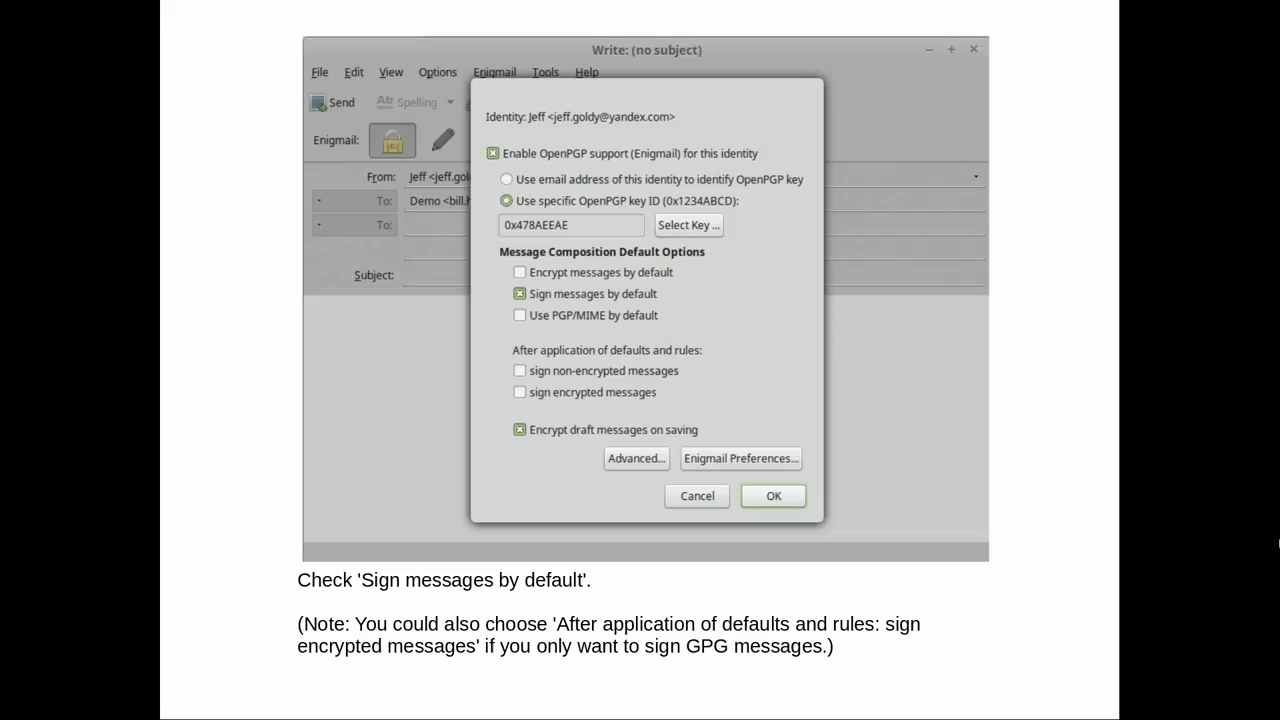 Write: (no subject)
File Edit View Options Enigmail Tools Help
Send Ab Spelling
Enigmail:
From: Jeff <jeff.gol
To: Demo <bill.h
To:
Subject:
Identity: Jeff <jeff.goldy@yandex.com>
Enable OpenPGP support (Enigmail) for this identity
Use email address of this identity to identify OpenPGP key
Use specific OpenPGP key ID (0x1234ABCD):
0x478AEEAE Select Key ...
Message Composition Default Options
Encrypt messages by default
Sign messages by default
Use PGP/MIME by default
After application of defaults and rules:
sign non-encrypted messages
sign encrypted messages
Encrypt draft messages on saving
Advanced... Enigmail Preferences...
Cancel OK
Check 'Sign messages by default'.
(Note: You could also choose 'After application of defaults and rules: sign
encrypted messages' if you only want to sign GPG messages.)